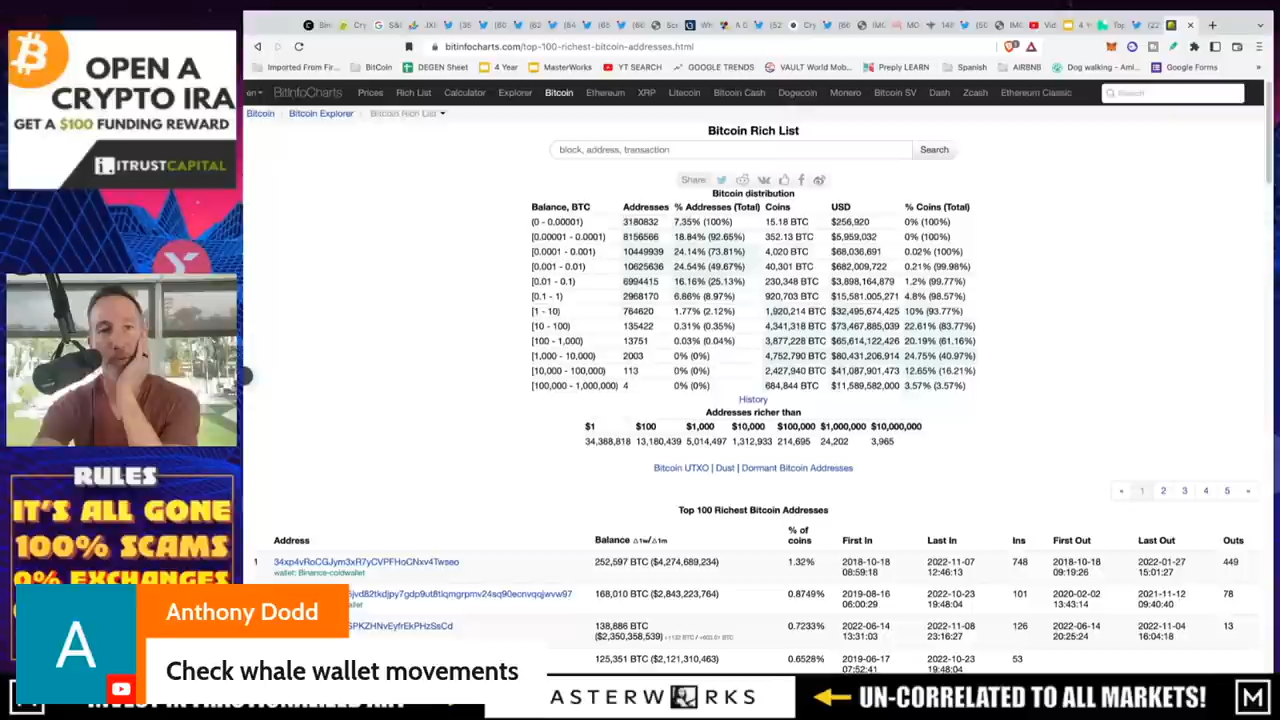 OPEN A
CRYPTO IRA
GET A $100 FUNDING REWARD
ITRUSTCAPITAL
RULES
IT'S ALL GONE
100% SCAMS
0% EXCHANGES
bitinfocharts.com/top-100-richest-bitcoin-addresses.html
Imported From Fir... BitCoin DEGEN Sheet 4 Year MasterWorks YT SEARCH GOOGLE TRENDS VAULT World Mob... Preply LEARN Spanish AIRBNB Dog walking - Aml... Google Forms
en BitInfoCharts Prices Rich List Calculator Explorer Bitcoin Ethereum XRP Litecoin Bitcoin Cash Dogecoin Monero Bitcoin SV Dash Zcash Ethereum Classic Search
Bitcoin Bitcoin Explorer Bitcoin Rich List
Bitcoin Rich List
block, address, transaction Search
Share:
Bitcoin distribution
Balance, BTC Addresses % Addresses (Total) Coins USD % Coins (Total)
(0 - 0.00001) 3180832 7.35% (100%) 15.18 BTC $256,920 0% (100%)
[0.00001 - 0.0001) 8156566 18.84% (92.65%) 352.13 BTC $5,959,032 0% (100%)
[0.0001 - 0.001) 10449939 24.14% (73.81%) 4,020 BTC $68,036,691 0.02% (100%)
[0.001 - 0.01) 10625636 24.54% (49.67%) 40,301 BTC $682,009,722 0.21% (99.98%)
[0.01 - 0.1) 6994415 16.16% (25.13%) 230,348 BTC $3,898,164,879 1.2% (99.77%)
[0.1 - 1) 2968170 6.86% (8.97%) 920,703 BTC $15,581,005,271 4.8% (98.57%)
[1 - 10) 764620 1.77% (2.12%) 1,920,214 BTC $32,495,674,425 10% (93.77%)
[10 - 100) 135422 0.31% (0.35%) 4,341,318 BTC $73,467,885,039 22.61% (83.77%)
[100 - 1,000) 13751 0.03% (0.04%) 3,877,228 BTC $65,614,122,426 20.19% (61.16%)
[1,000 - 10,000) 2003 0% (0%) 4,752,790 BTC $80,431,206,914 24.75% (40.97%)
[10,000 - 100,000) 113 0% (0%) 2,427,940 BTC $41,087,901,473 12.65% (16.21%)
[100,000 - 1,000,000) 4 0% (0%) 684,844 BTC $11,589,582,000 3.57% (3.57%)
History
Addresses richer than
$1 $100 $1,000 $10,000 $100,000 $1,000,000 $10,000,000
34,388,818 13,180,439 5,014,497 1,312,933 214,695 24,202 3,965
Bitcoin UTXO | Dust | Dormant Bitcoin Addresses
« 1 2 3 4 5 »
Top 100 Richest Bitcoin Addresses
Address Balance △1w/△1m % of coins First In Last In Ins First Out Last Out Outs
1 34xp4vRoCGJym3xR7yCVPFHoCNxv4Twseo 252,597 BTC ($4,274,689,234) 1.32% 2018-10-18 08:59:18 2022-11-07 12:46:13 748 2018-10-18 09:19:26 2022-01-27 15:01:27 449
wallet: Binance-coldwallet
5jvd82tkdjpy7gdp9ut8tlqmgrpmv24sq90ecnvqqjwvw97 168,010 BTC ($2,843,223,764) 0.8749% 2019-08-16 06:00:29 2022-10-23 19:48:04 101 2020-02-02 13:43:14 2021-11-12 09:40:40 78
PKZHNvEyfrEkPHzSsCd 138,886 BTC ($2,350,358,539) 0.7233% 2022-06-14 13:31:03 2022-11-08 23:16:27 126 2022-06-14 20:25:24 2022-11-04 16:04:18 13
125,351 BTC ($2,121,310,463) 0.6528% 2019-06-17 07:52:41 2022-10-23 19:48:04 53
A
Anthony Dodd
Check whale wallet movements
ASTERWORKS
UN-CORRELATED TO ALL MARKETS!
M